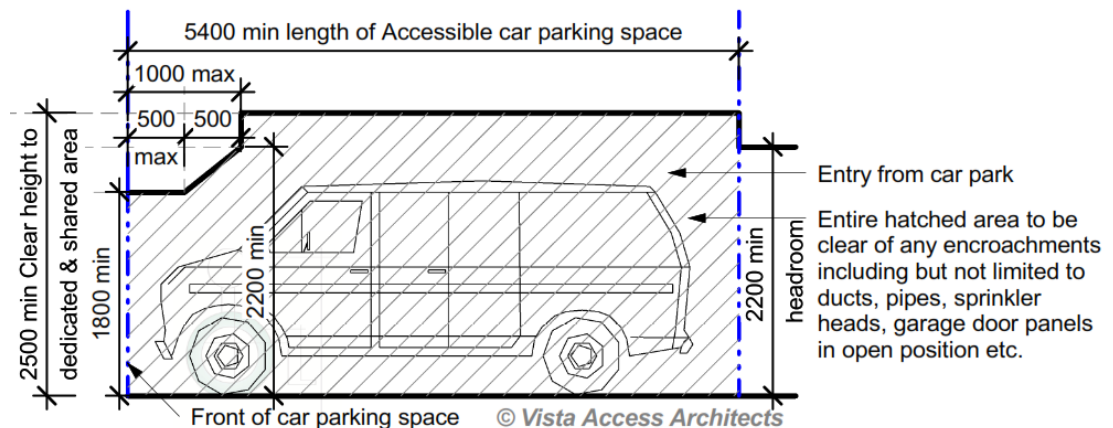 5400 min length of Accessible car parking space
1000 max
500 500
max
2500 min Clear height to
dedicated & shared area
1800 min
2200 min
2200 min
headroom
Entry from car park
Entire hatched area to be
clear of any encroachments
including but not limited to
ducts, pipes, sprinkler
heads, garage door panels
in open position etc.
Front of car parking space
© Vista Access Architects